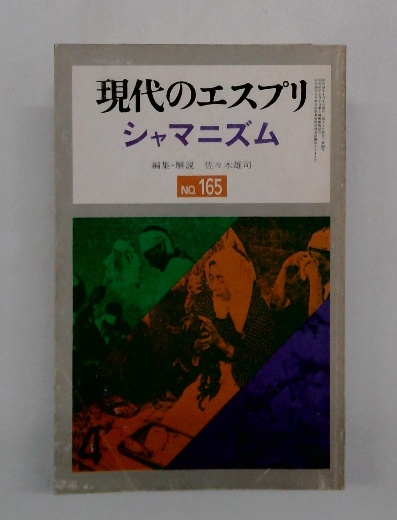 現代のエスプリ
シャマニズム
編集・解説 佐々木雄司
NO. 165
4